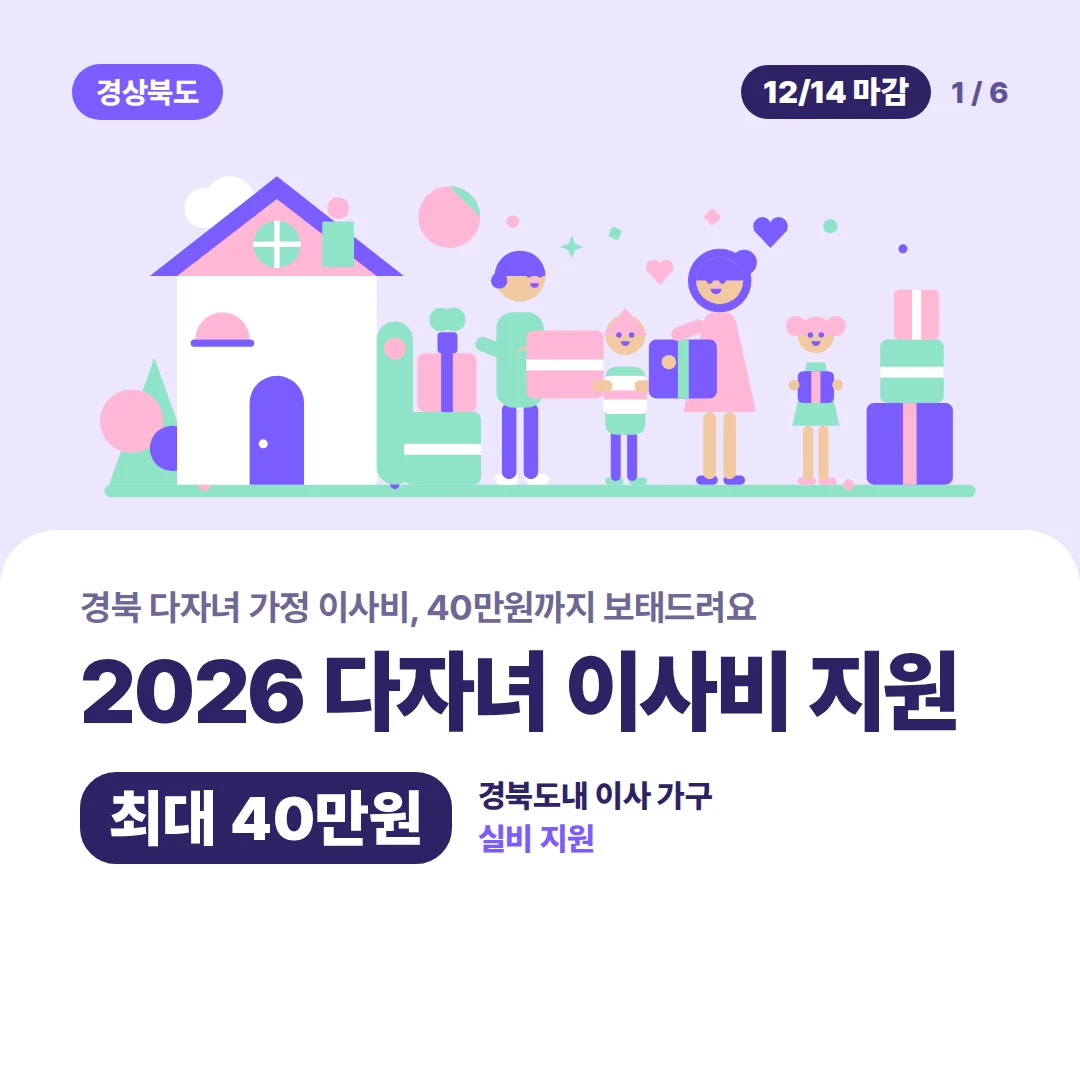 경상북도
12/14 마감
1 / 6
경북 다자녀 가정 이사비, 40만원까지 보태드려요
2026 다자녀 이사비 지원
최대 40만원
경북도내 이사 가구
실비 지원